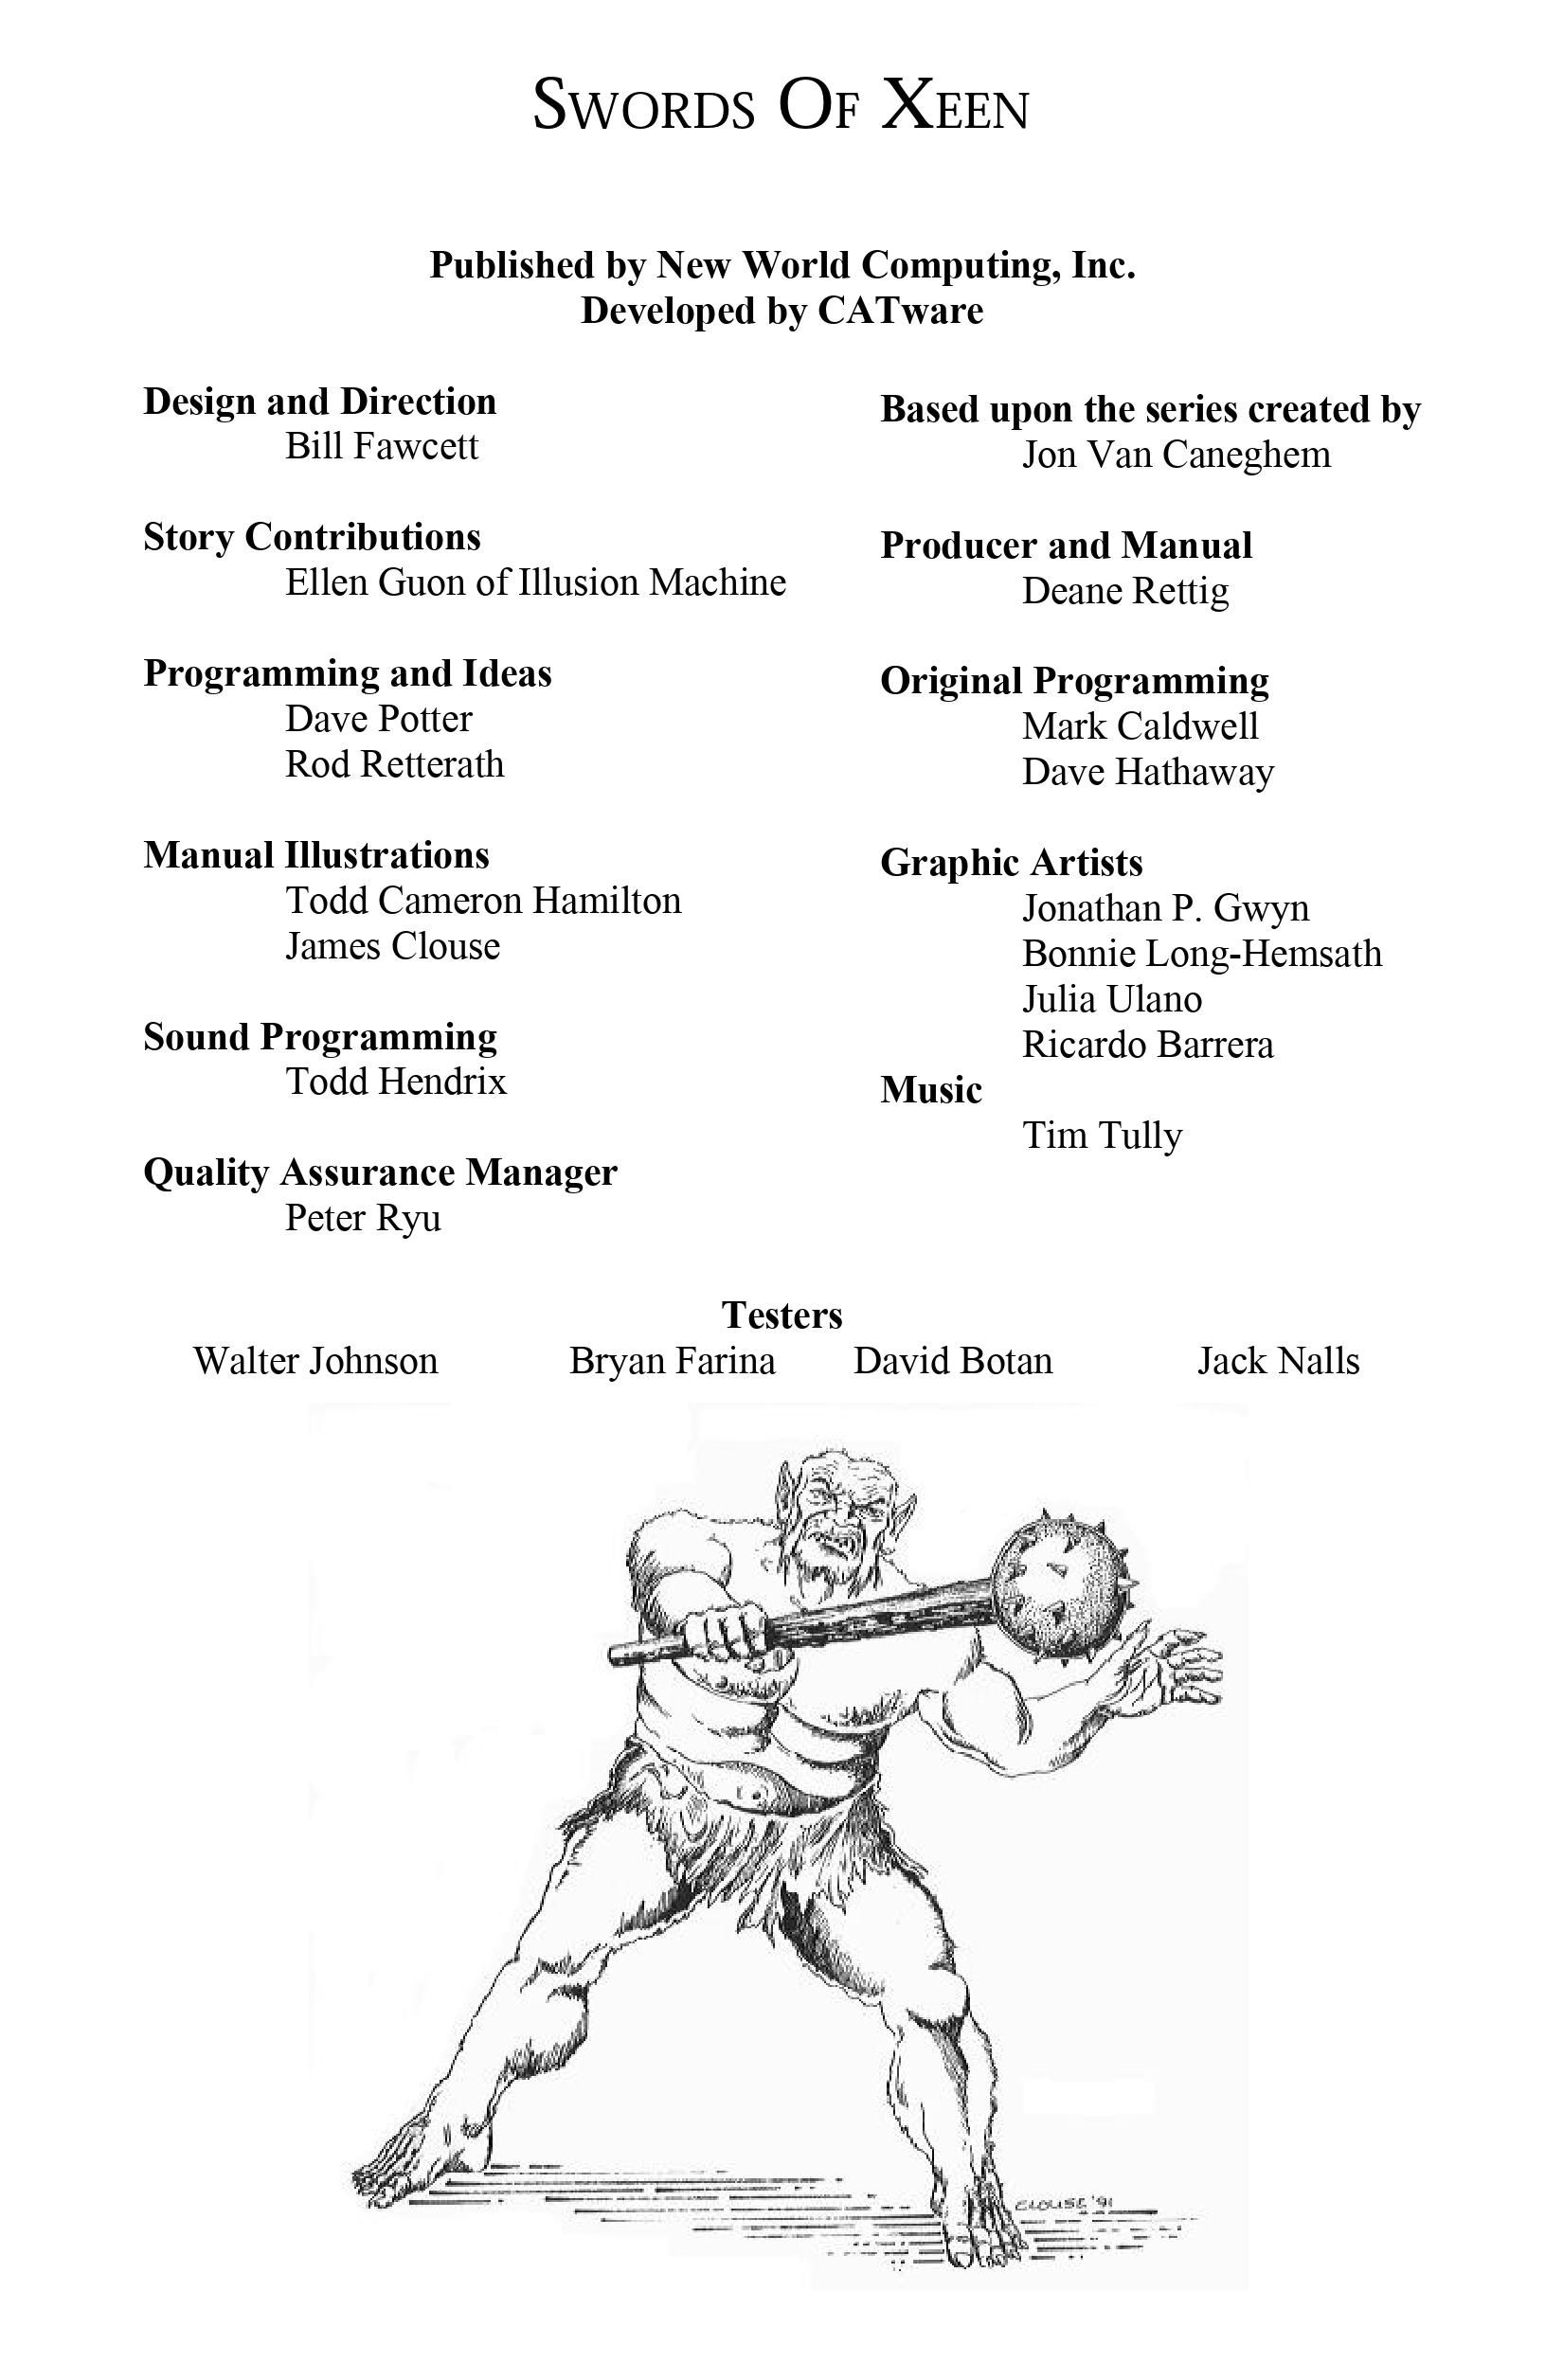 Swords Of Xeen
Published by New World Computing, Inc.
Developed by CATware
Design and Direction
Bill Fawcett
Story Contributions
Ellen Guon of Illusion Machine
Programming and Ideas
Dave Potter
Rod Retterath
Manual Illustrations
Todd Cameron Hamilton
James Clouse
Sound Programming
Todd Hendrix
Quality Assurance Manager
Peter Ryu
Based upon the series created by
Jon Van Caneghem
Producer and Manual
Deane Rettig
Original Programming
Mark Caldwell
Dave Hathaway
Graphic Artists
Jonathan P. Gwyn
Bonnie Long-Hemsath
Julia Ulano
Ricardo Barrera
Music
Tim Tully
Testers
Walter Johnson Bryan Farina David Botan Jack Nalls
CLOUSE '91